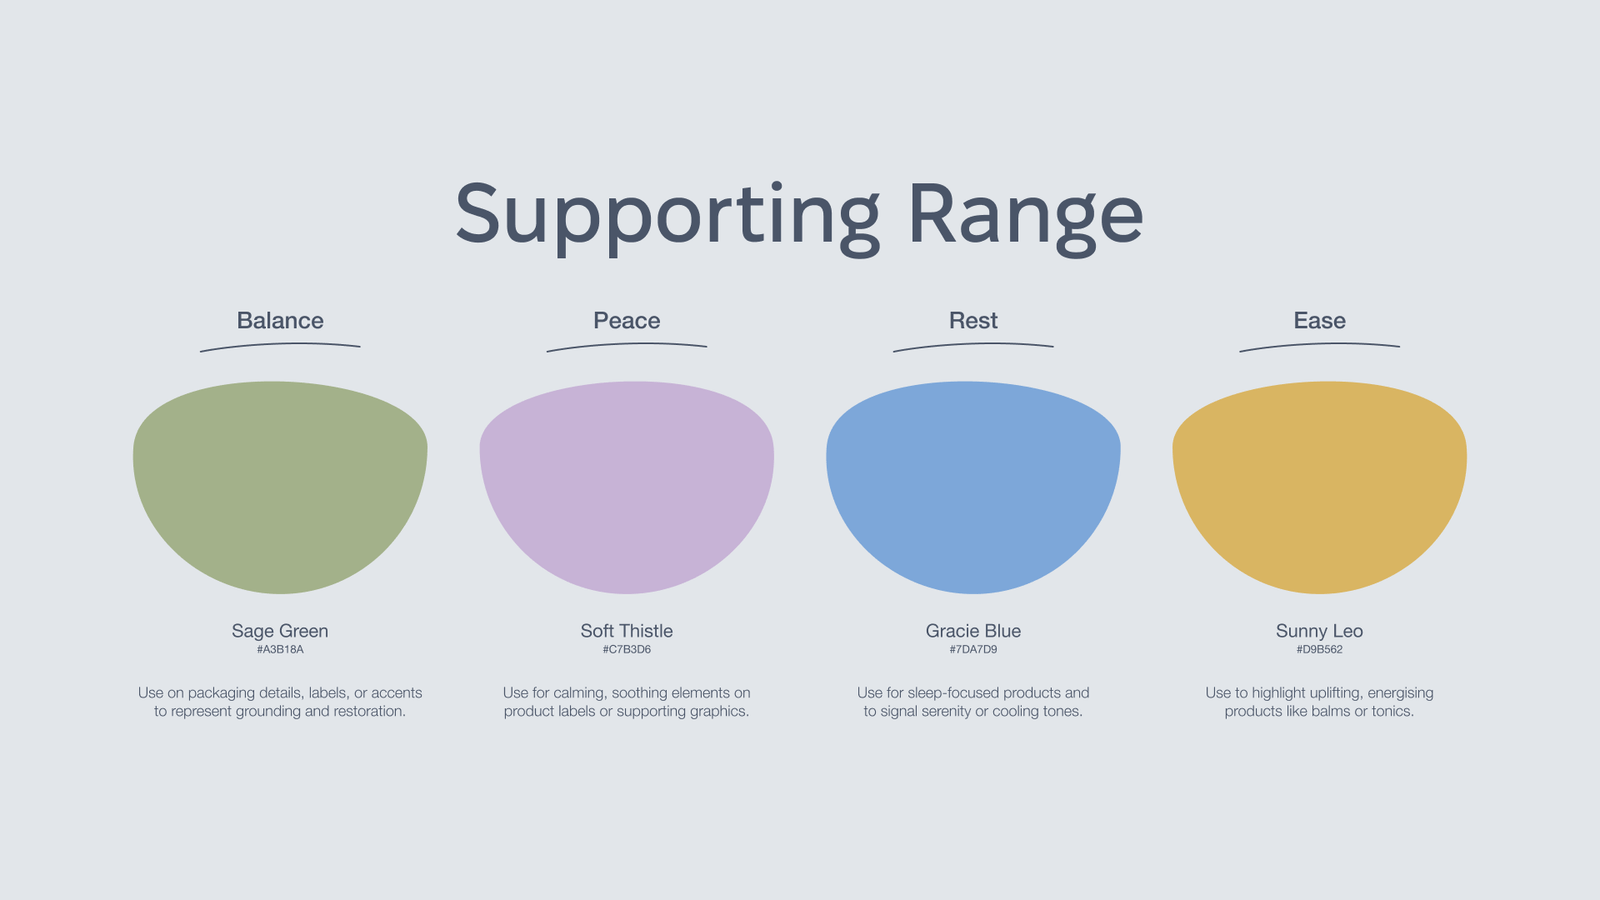 Supporting Range
Balance
Peace
Rest
Ease
Sage Green
#A3B18A
Soft Thistle
#C7B3D6
Gracie Blue
#7DA7D9
Sunny Leo
#D9B562
Use on packaging details, labels, or accents
to represent grounding and restoration.
Use for calming, soothing elements on
product labels or supporting graphics.
Use for sleep-focused products and
to signal serenity or cooling tones.
Use to highlight uplifting, energising
products like balms or tonics.